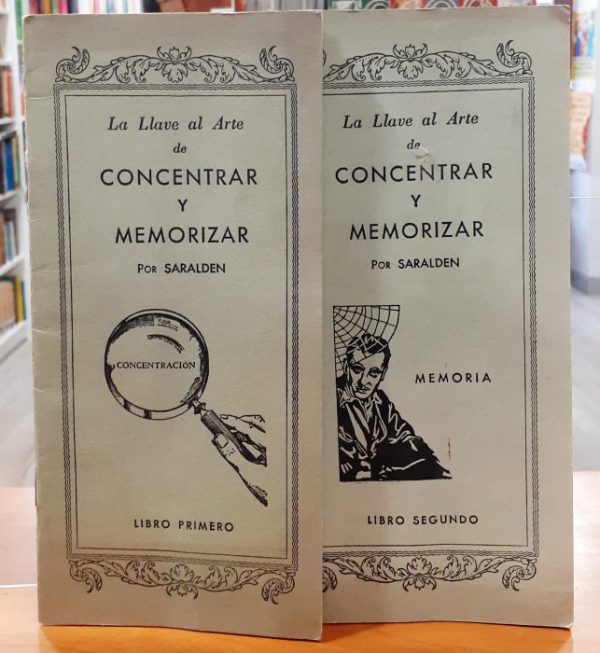 La Llave al Arte
de
CONCENTRAR
Y
MEMORIZAR
POR SARALDEN
CONCENTRACIÓN
LIBRO PRIMERO
La Llave al Arte
de
CONCENTRAR
Y
MEMORIZAR
POR SARALDEN
MEMORIA
LIBRO SEGUNDO